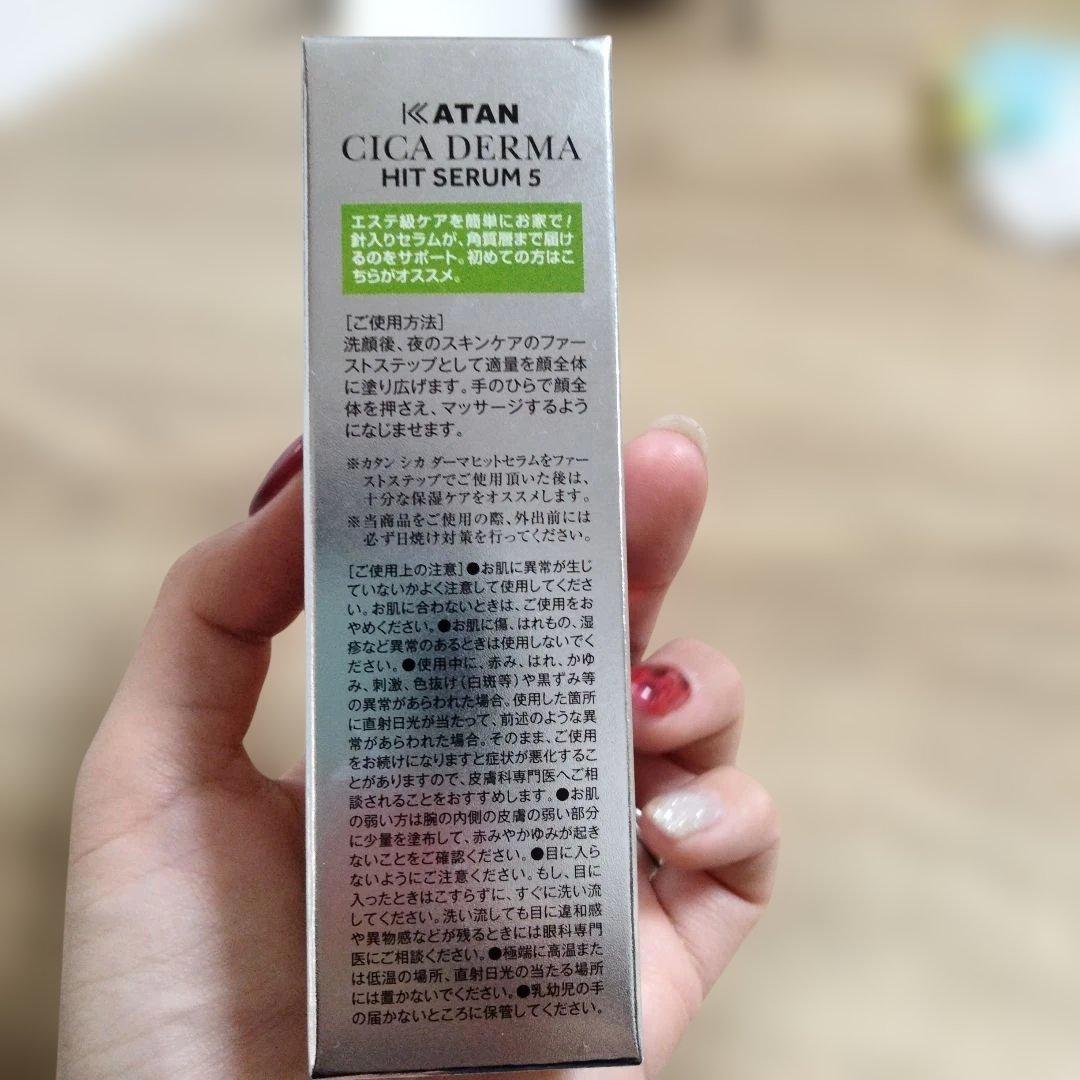 KATAN
CICA DERMA
HIT SERUM 5
エステ級ケアを簡単にお家で！
針入りセラムが、角質層まで届け
るのをサポート。初めての方はこ
ちらがオススメ。
［ご使用方法］
洗顔後、夜のスキンケアのファー
ストステップとして適量を顔全体
に塗り広げます。手のひらで顔全
体を押さえ、マッサージするよう
になじませます。
※カタン シカ ダーマヒットセラムをファー
ストステップでご使用頂いた後は、
十分な保湿ケアをオススメします。
※当商品をご使用の際、外出前には
必ず日焼け対策を行ってください。
［ご使用上の注意］●お肌に異常が生じ
ていないかよく注意して使用してくださ
い。お肌に合わないときは、ご使用をお
やめください。●お肌に傷、はれもの、湿
疹など異常のあるときは使用しないでく
ださい。●使用中に、赤み、はれ、かゆ
み、刺激、色抜け（白斑等）や黒ずみ等
の異常があらわれた場合。使用した箇所
に直射日光が当たって、前述のような異
常があらわれた場合。そのまま、ご使用
をお続けになりますと症状が悪化するこ
とがありますので、皮膚科専門医へご相
談されることをおすすめします。●お肌
の弱い方は腕の内側の皮膚の弱い部分
に少量を塗布して、赤みやかゆみが起き
ないことをご確認ください。●目に入ら
ないようにご注意ください。もし、目に
入ったときはこすらずに、すぐに洗い流
してください。洗い流しても目に違和感
や異物感などが残るときには眼科専門
医にご相談ください。●極端に高温また
は低温の場所、直射日光の当たる場所
には置かないでください。●乳幼児の手
の届かないところに保管してください。